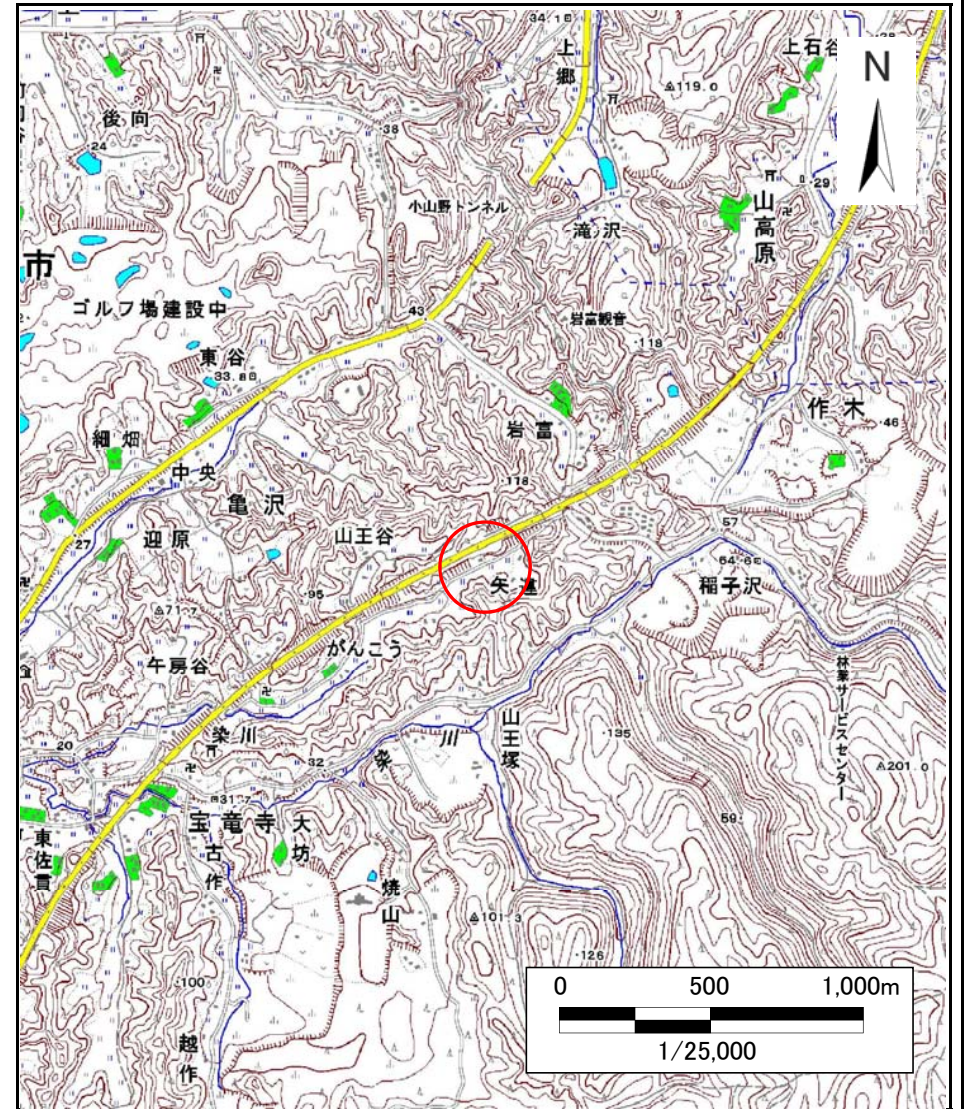 34.1
上郷
上石
N
119.0
後向
24
38
小山野トンネル
滝沢
29
山高原
市
ゴルフ場建設中
43
岩富観音
118
東谷
33.8
作木
46
細畑
岩富
中央
118
亀沢
27
迎原
山王谷
57
64.6
矢連
稲子沢
95
71.7
がんこう
午房谷
林業サービスセンター
染川
山王塚
135
20
32
染川
201.0
31.7
59
宝竜寺
大坊
東佐貫
古作
焼山
101.3
126
100
越作
0 500 1,000m
1/25,000